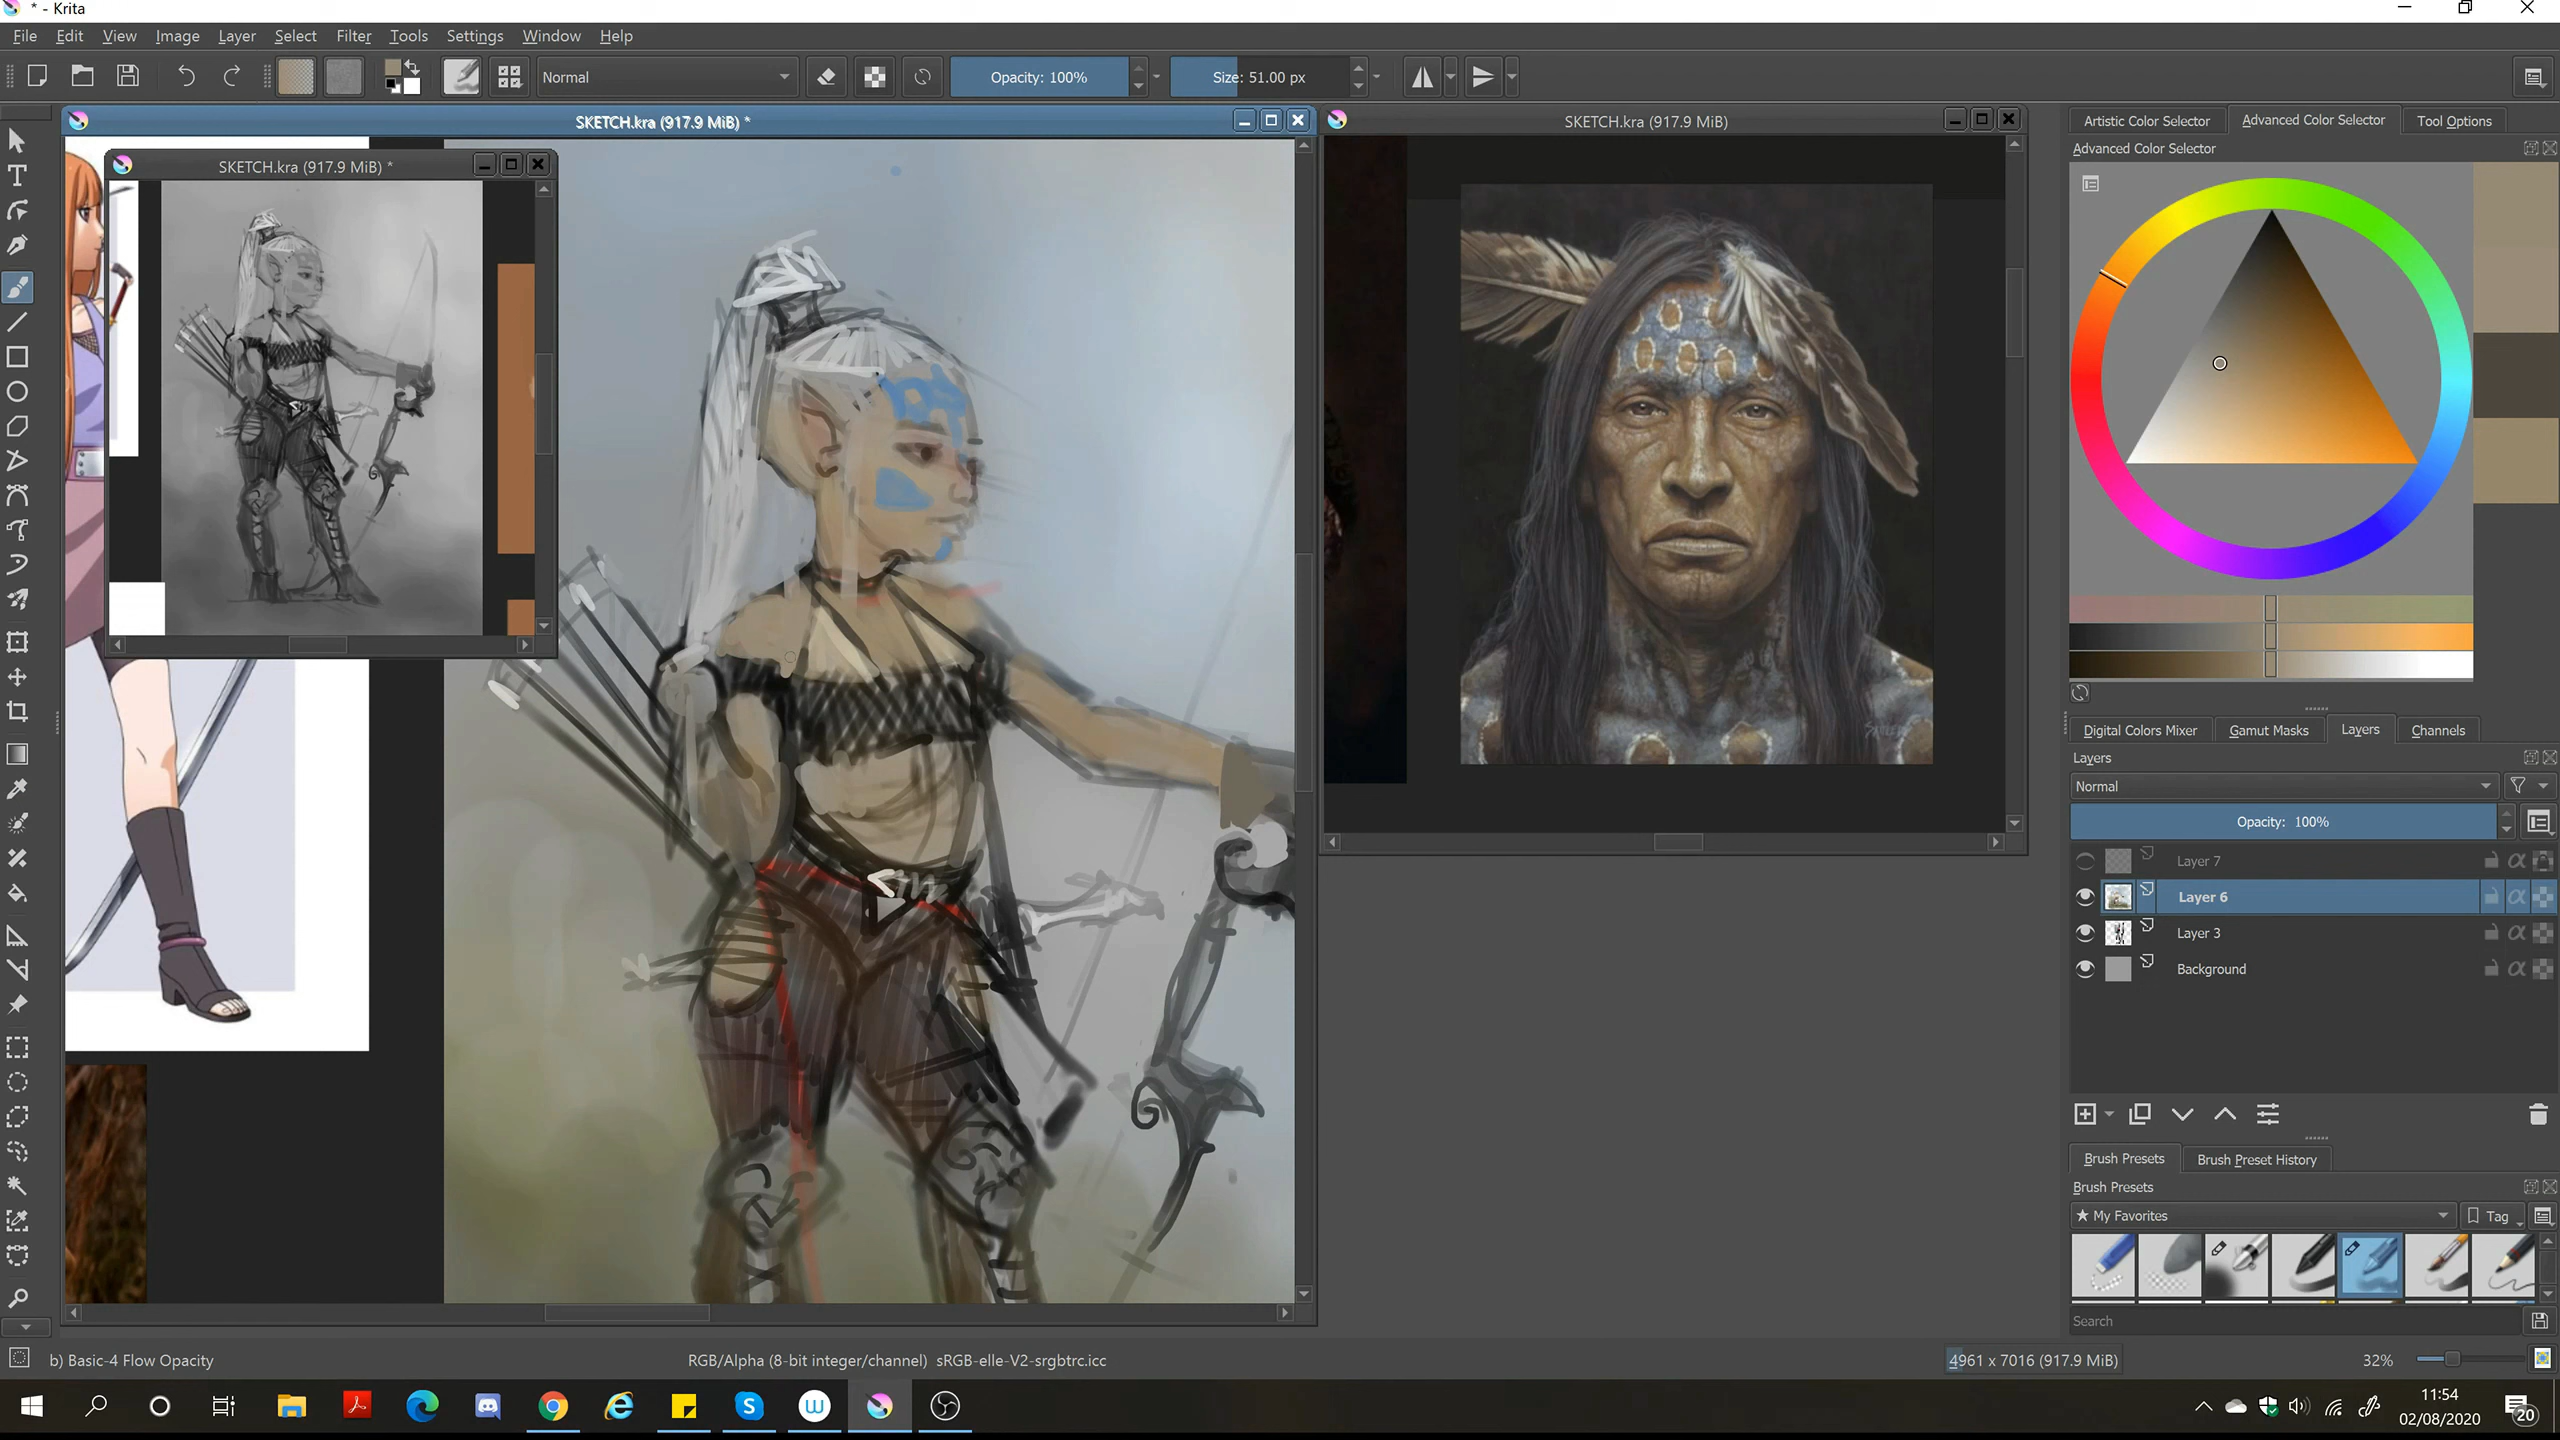 * - Krita
File Edit View Image Layer Select Filter Tools Settings Window Help
Normal
Opacity: 100%
Size: 51.00 px
SKETCH.kra (917.9 MiB) *
SKETCH.kra (917.9 MiB) *
SKETCH.kra (917.9 MiB)
Artistic Color Selector
Advanced Color Selector
Tool Options
Advanced Color Selector
Digital Colors Mixer
Gamut Masks
Layers
Channels
Layers
Normal
Opacity: 100%
Layer 7
Layer 6
Layer 3
Background
Brush Presets
Brush Preset History
Brush Presets
★ My Favorites
Tag
Search
b) Basic-4 Flow Opacity
RGB/Alpha (8-bit integer/channel) sRGB-elle-V2-srgbtrc.icc
4961 x 7016 (917.9 MiB)
32%
11:54
02/08/2020
20